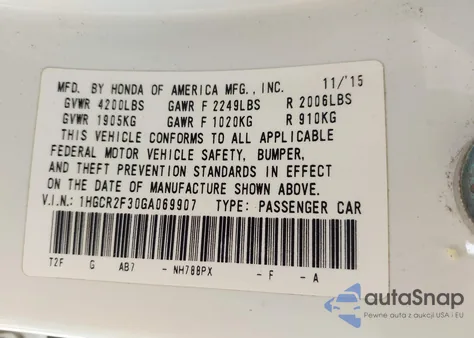 MFD. BY HONDA OF AMERICA MFG., INC. 11/'15
GVWR 4200LBS GAWR F 2249LBS R 2006LBS
GVWR 1905KG GAWR F 1020KG R 910KG
THIS VEHICLE CONFORMS TO ALL APPLICABLE
FEDERAL MOTOR VEHICLE SAFETY, BUMPER,
AND THEFT PREVENTION STANDARDS IN EFFECT
ON THE DATE OF MANUFACTURE SHOWN ABOVE.
V.I.N.: 1HGCR2F30GA069907 TYPE: PASSENGER CAR
T2F G AB7 - NH788PX - F - A
autoSnap
Pewne auta z aukcji USA i EU